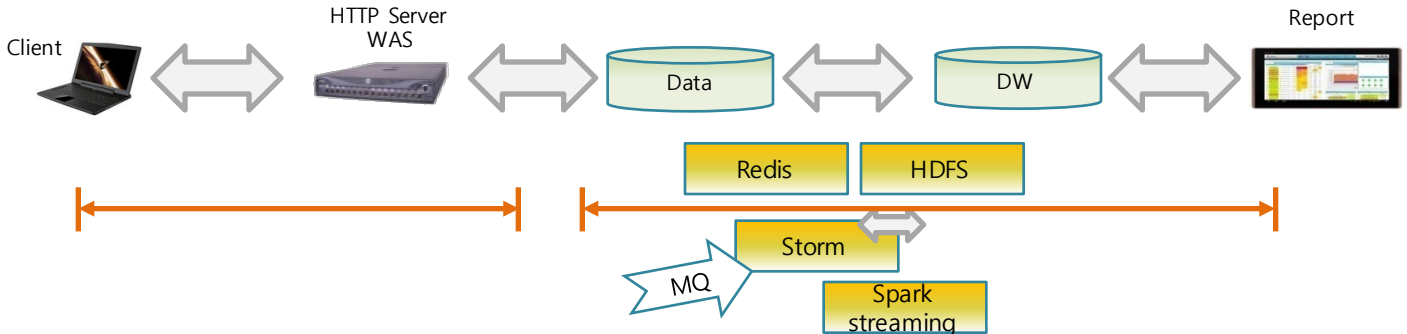 Client
HTTP Server
WAS
Data
DW
Report
Redis
HDFS
Storm
MQ
Spark
streaming